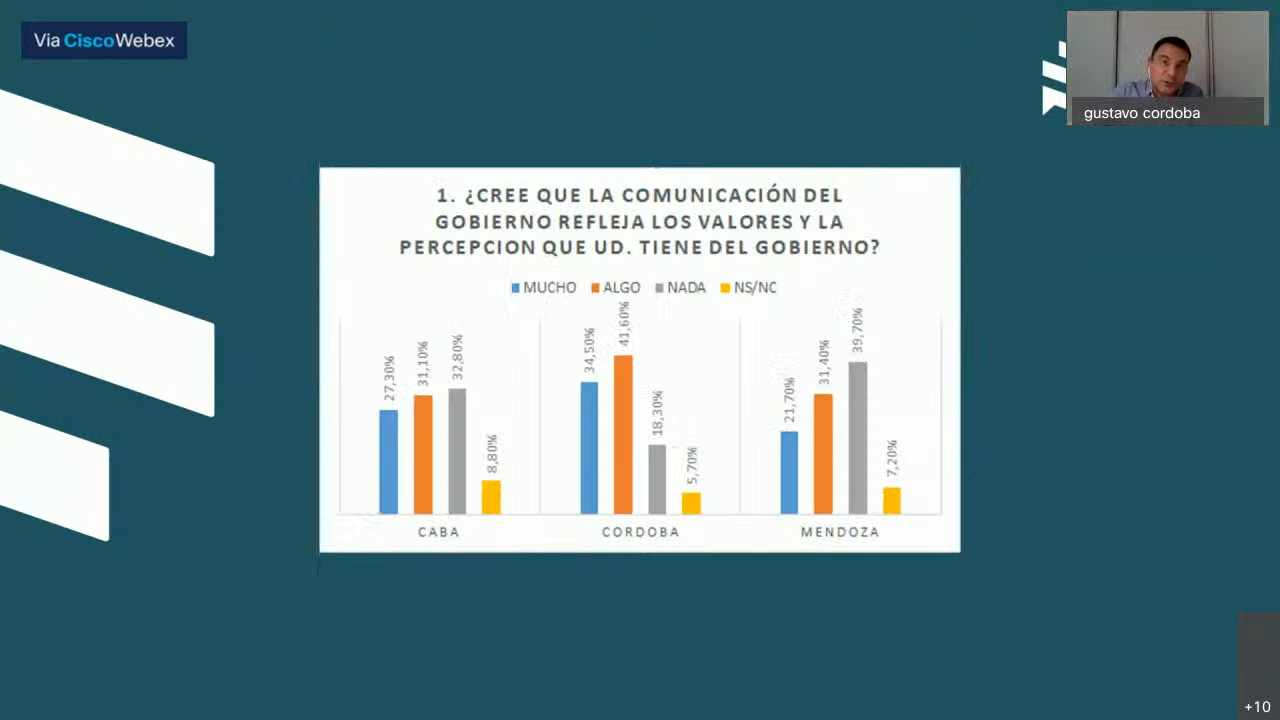 Via CiscoWebex
gustavo cordoba
1. ¿CREE QUE LA COMUNICACIÓN DEL
GOBIERNO REFLEJA LOS VALORES Y LA
PERCEPCION QUE UD. TIENE DEL GOBIERNO?
MUCHO ALGO NADA NS/NC
27,30% 31,10% 32,80% 8,80%
34,50% 41,60% 18,30% 5,70%
21,70% 31,40% 39,70% 7,20%
CABA CORDOBA MENDOZA
+10